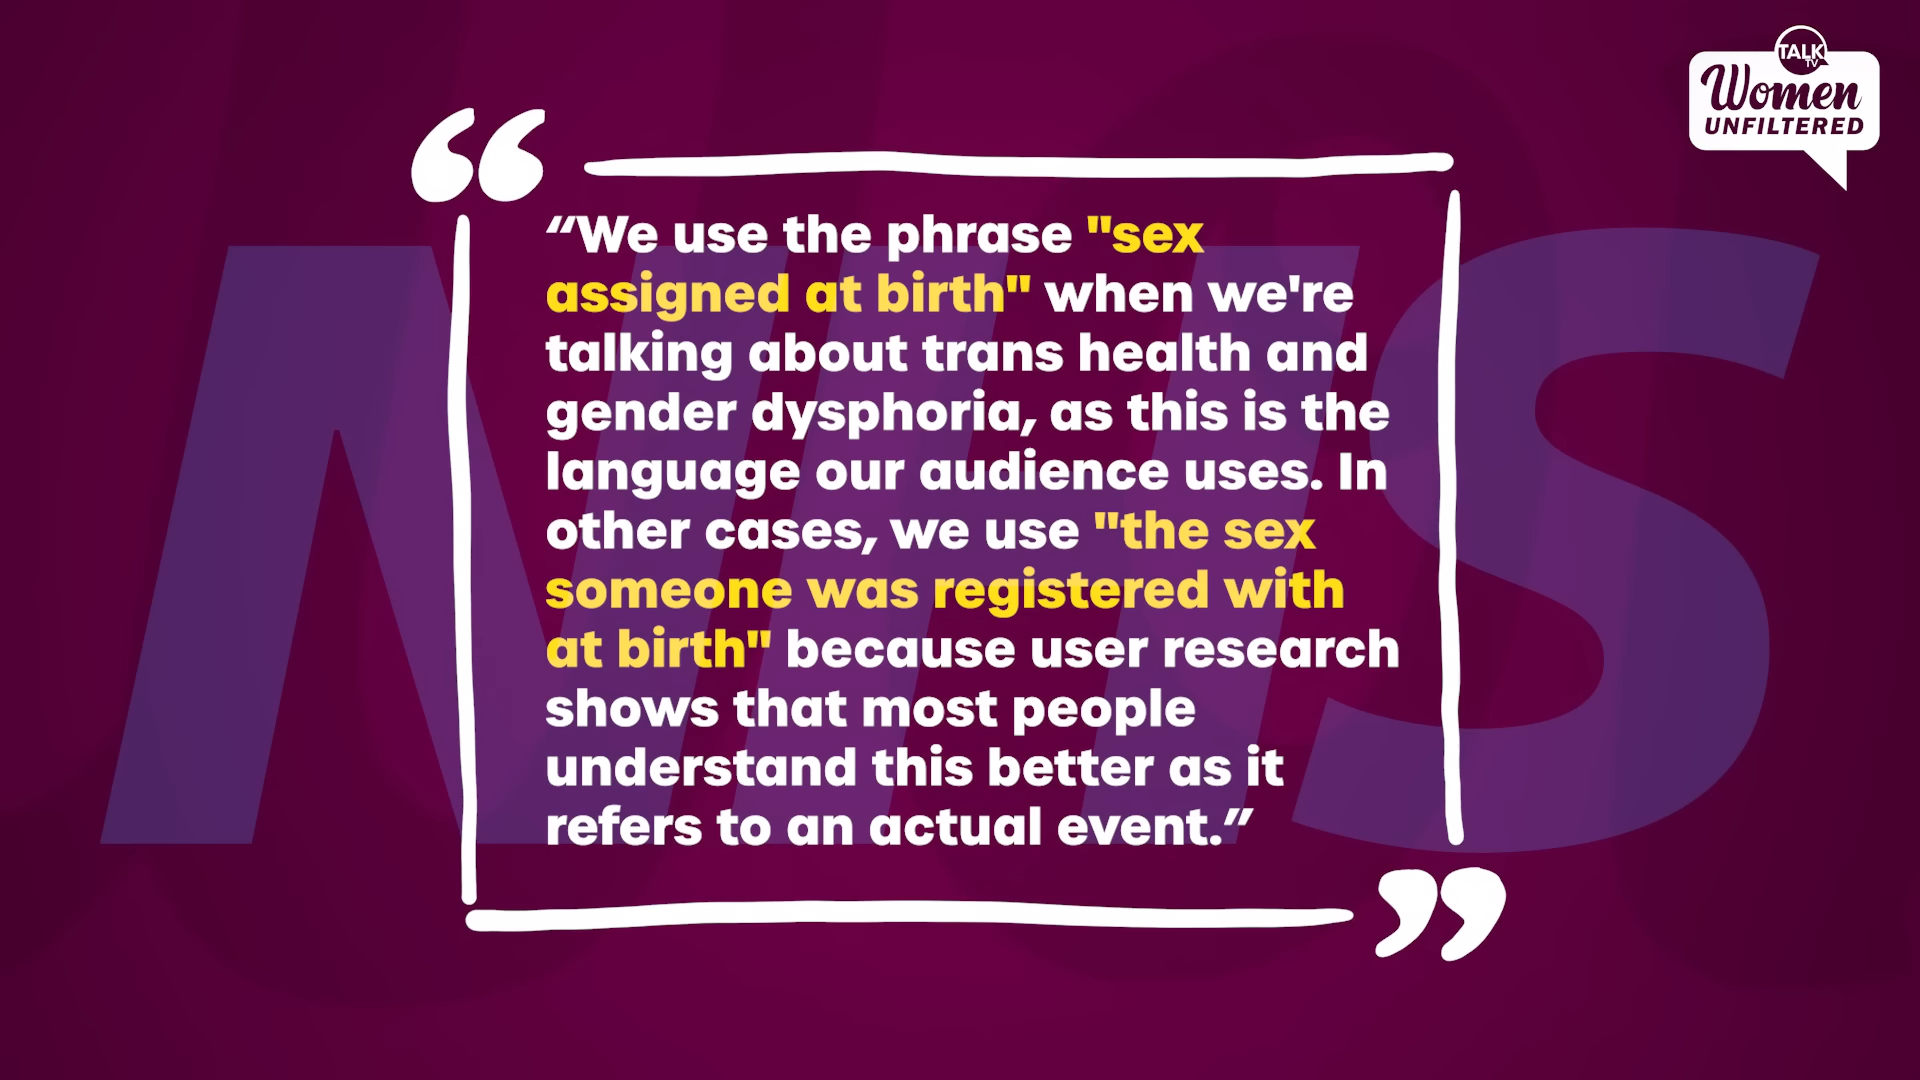 TALK
TV
Women
UNFILTERED
“We use the phrase "sex
assigned at birth" when we're
talking about trans health and
gender dysphoria, as this is the
language our audience uses. In
other cases, we use "the sex
someone was registered with
at birth" because user research
shows that most people
understand this better as it
refers to an actual event.”
NHS